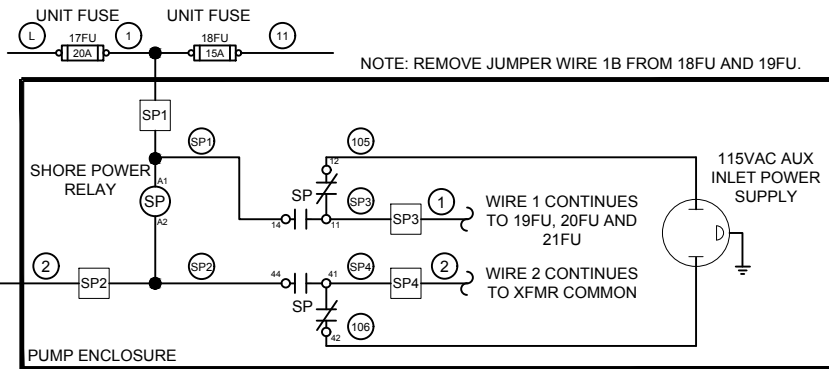 UNIT FUSE
UNIT FUSE
L
17FU
20A
1
18FU
15A
11
NOTE: REMOVE JUMPER WIRE 1B FROM 18FU AND 19FU.
SP1
SP1
105
12
115VAC AUX
INLET POWER
SUPPLY
SHORE POWER
RELAY
A1
SP
A2
SP
14
11
SP3
SP3
1
WIRE 1 CONTINUES
TO 19FU, 20FU AND
21FU
D
2
SP2
SP2
44
41
SP4
SP4
2
WIRE 2 CONTINUES
TO XFMR COMMON
SP
42
106
PUMP ENCLOSURE